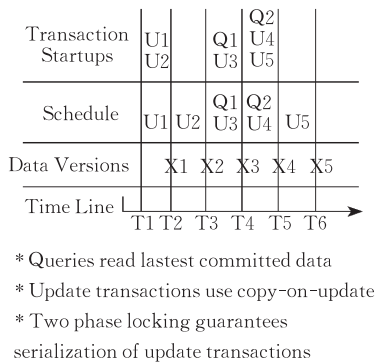 Q2
Transaction U1 Q1 U4
Startups U2 U3 U5
Q1 Q2
Schedule U1 U2 U3 U4 U5
Data Versions X1 X2 X3 X4 X5
Time Line
T1 T2 T3 T4 T5 T6
* Queries read lastest committed data
* Update transactions use copy-on-update
* Two phase locking guarantees
serialization of update transactions